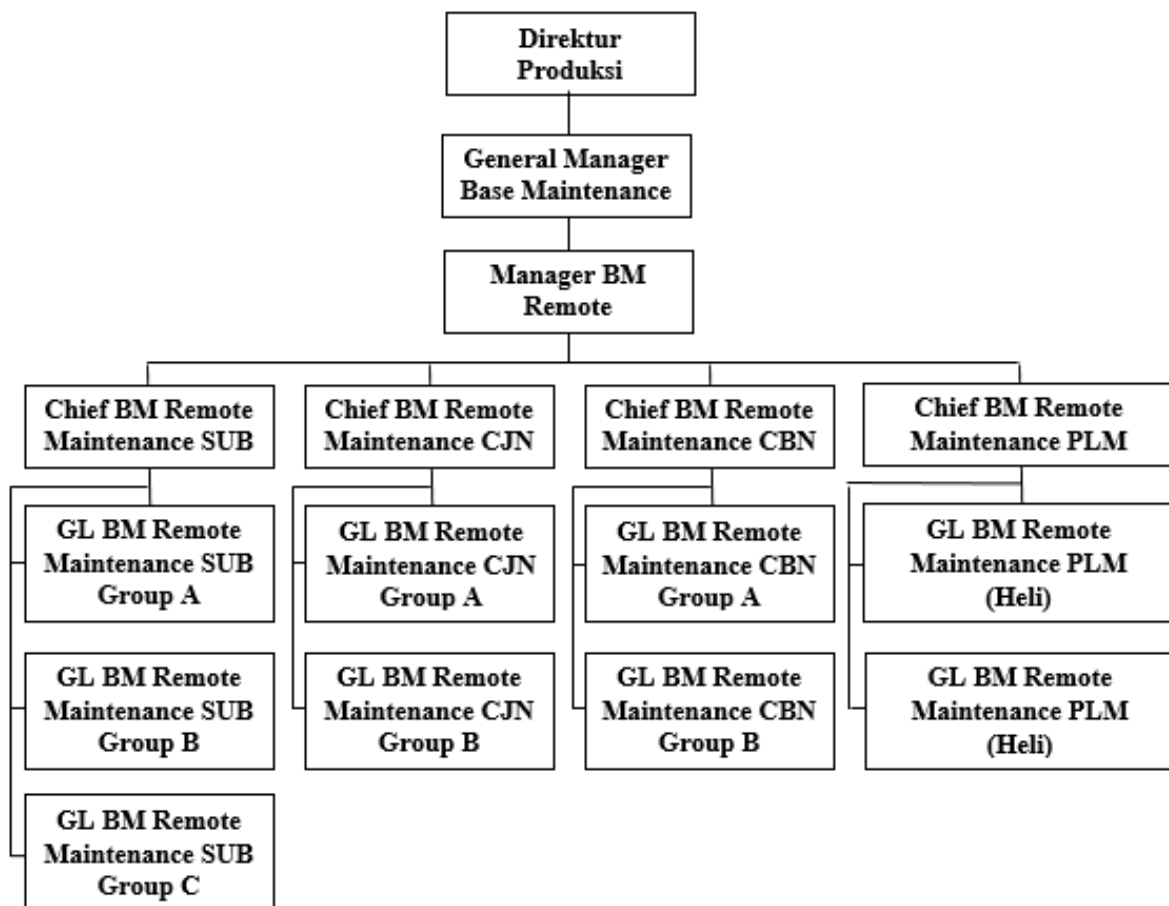 Direktur
Produksi
General Manager
Base Maintenance
Manager BM
Remote
Chief BM Remote
Maintenance SUB
Chief BM Remote
Maintenance CJN
Chief BM Remote
Maintenance CBN
Chief BM Remote
Maintenance PLM
GL BM Remote
Maintenance SUB
Group A
GL BM Remote
Maintenance CJN
Group A
GL BM Remote
Maintenance CBN
Group A
GL BM Remote
Maintenance PLM
(Heli)
GL BM Remote
Maintenance SUB
Group B
GL BM Remote
Maintenance CJN
Group B
GL BM Remote
Maintenance CBN
Group B
GL BM Remote
Maintenance PLM
(Heli)
GL BM Remote
Maintenance SUB
Group C